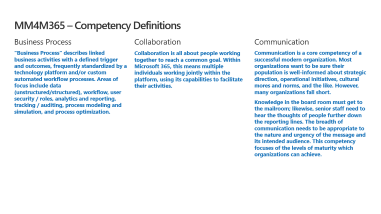 MM4M365 – Competency Definitions
Business Process
"Business Process" describes linked
business activities with a defined trigger
and outcomes, frequently standardized by a
technology platform and/or custom
automated workflow processes. Areas of
focus include data
(unstructured/structured), workflow, user
security / roles, analytics and reporting,
tracking / auditing, process modeling and
simulation, and process optimization.
Collaboration
Collaboration is all about people working
together to reach a common goal. Within
Microsoft 365, this means multiple
individuals working jointly within the
platform, using its capabilities to facilitate
their activities.
Communication
Communication is a core competency of a
successful modern organization. Most
organizations want to be sure their
population is well-informed about strategic
direction, operational initiatives, cultural
mores and norms, and the like. However,
many organizations fall short.
Knowledge in the board room must get to
the mailroom; likewise, senior staff need to
hear the thoughts of people further down
the reporting lines. The breadth of
communication needs to be appropriate to
the nature and urgency of the message and
its intended audience. This competency
focuses of the levels of maturity which
organizations can achieve.